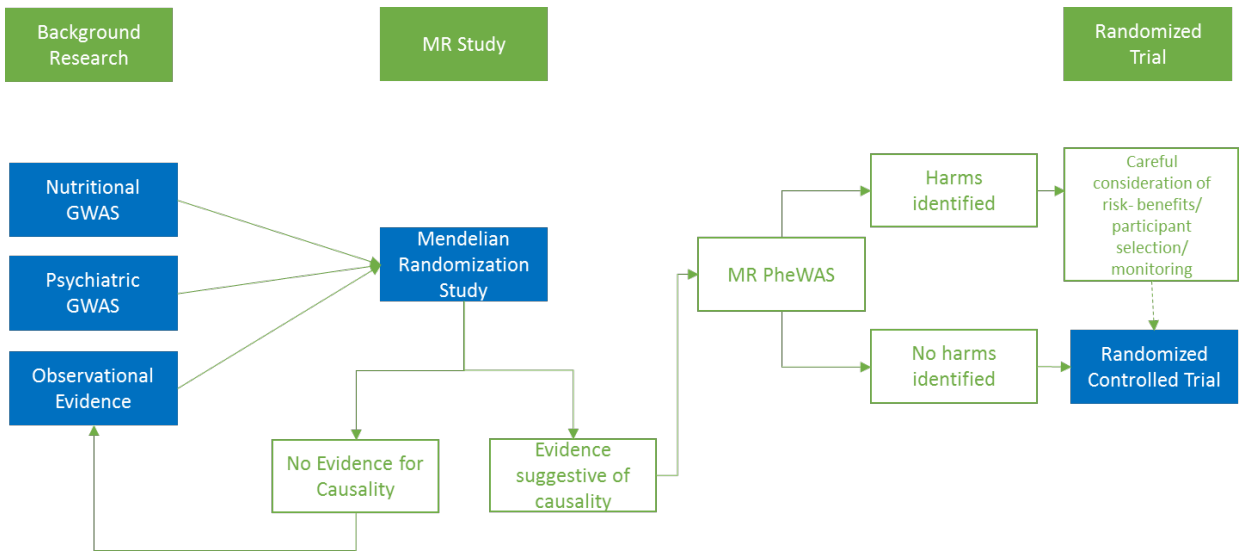 Background
Research
MR Study
Randomized
Trial
Nutritional
GWAS
Psychiatric
GWAS
Observational
Evidence
Mendelian
Randomization
Study
No Evidence for
Causality
Evidence
suggestive of
causality
MR PheWAS
Harms
identified
No harms
identified
Careful
consideration of
risk- benefits/
participant
selection/
monitoring
Randomized
Controlled Trial